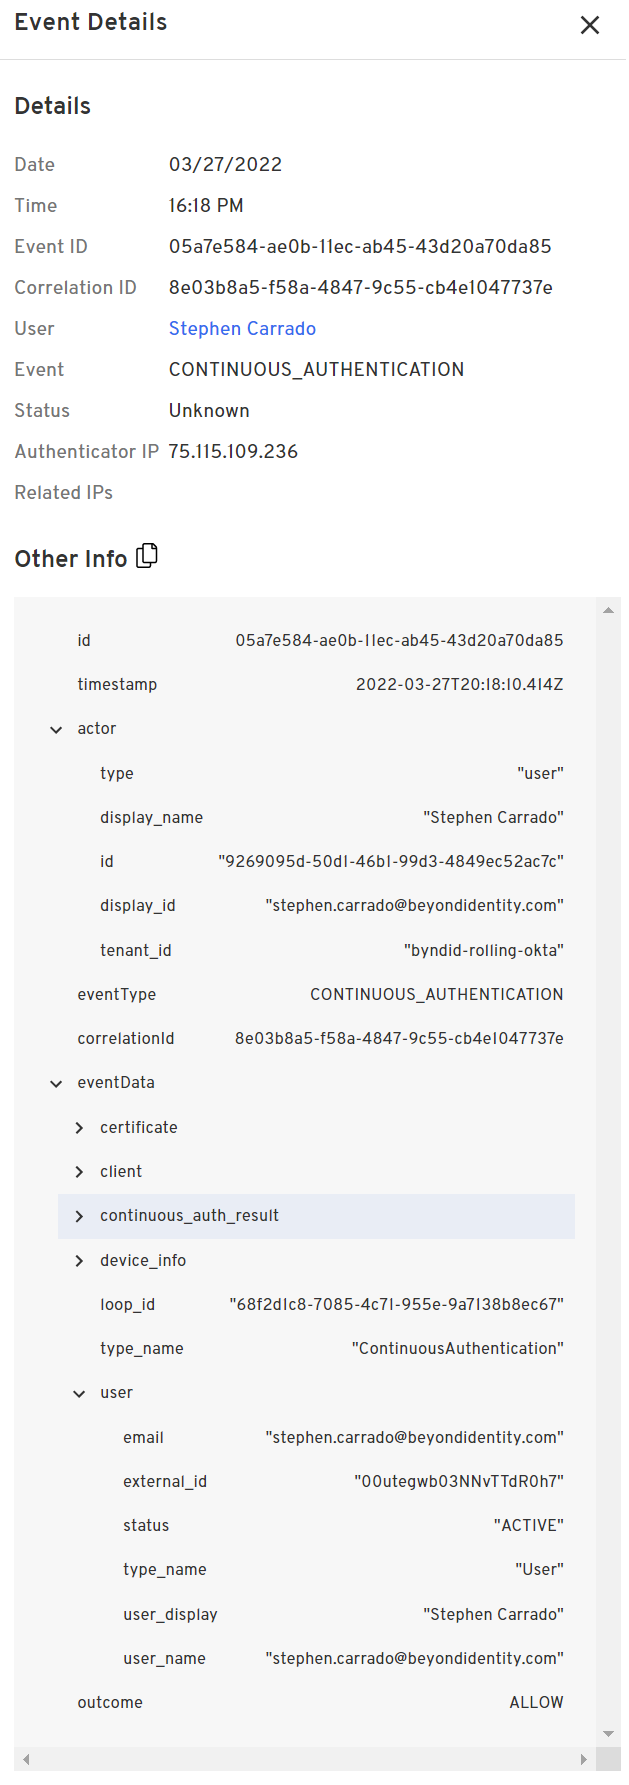 Event Details
Details
Date 03/27/2022
Time 16:18 PM
Event ID 05a7e584-ae0b-11ec-ab45-43d20a70da85
Correlation ID 8e03b8a5-f58a-4847-9c55-cb4e1047737e
User Stephen Carrado
Event CONTINUOUS_AUTHENTICATION
Status Unknown
Authenticator IP 75.115.109.236
Related IPs
Other Info
id 05a7e584-ae0b-11ec-ab45-43d20a70da85
timestamp 2022-03-27T20:18:10.414Z
actor
type "user"
display_name "Stephen Carrado"
id "9269095d-50d1-46b1-99d3-4849ec52ac7c"
display_id "stephen.carrado@beyondidentity.com"
tenant_id "byndid-rolling-okta"
eventType CONTINUOUS_AUTHENTICATION
correlationId 8e03b8a5-f58a-4847-9c55-cb4e1047737e
eventData
certificate
client
continuous_auth_result
device_info
loop_id "68f2d1c8-7085-4c71-955e-9a7138b8ec67"
type_name "ContinuousAuthentication"
user
email "stephen.carrado@beyondidentity.com"
external_id "00utegwb03NNvTTdR0h7"
status "ACTIVE"
type_name "User"
user_display "Stephen Carrado"
user_name "stephen.carrado@beyondidentity.com"
outcome ALLOW